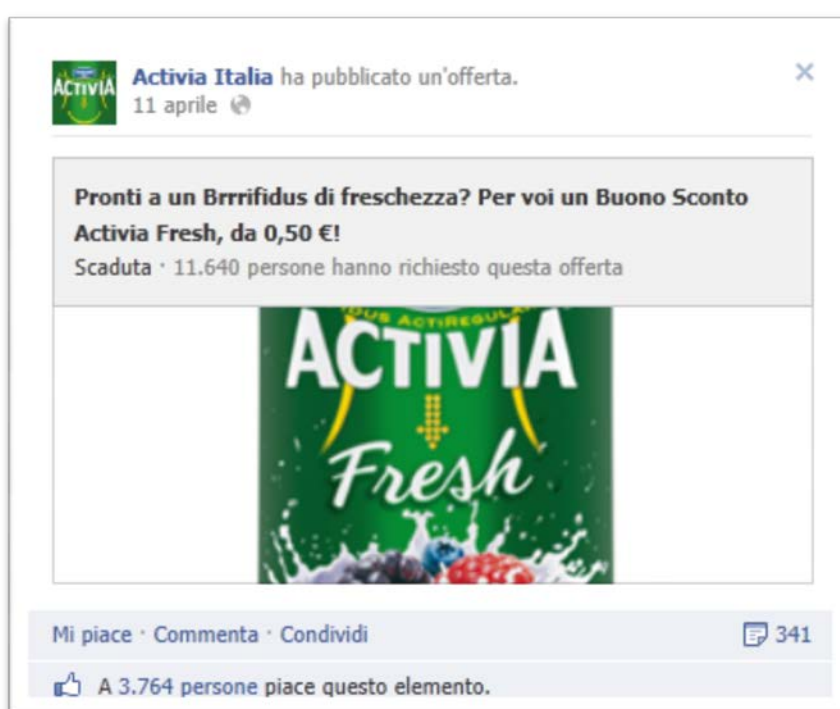 ACTIVIA
Activia Italia ha pubblicato un'offerta.
11 aprile
Pronti a un Brrrifidus di freschezza? Per voi un Buono Sconto
Activia Fresh, da 0,50 €!
Scaduta · 11.640 persone hanno richiesto questa offerta
ACTIREGULA
ACTIVIA
Fresh
Mi piace · Commenta · Condividi 341
A 3.764 persone piace questo elemento.